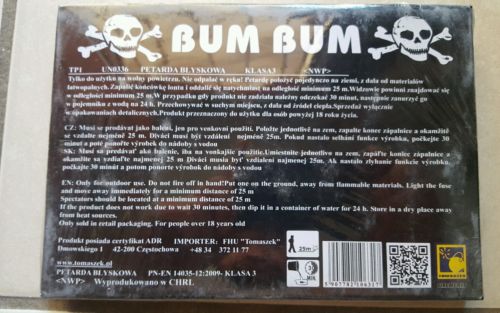 BUM BUM
TP1 UN0336 PETARDA BŁYSKOWA KLASA3 <NWP>
Tylko do użytku na wolny powietrzu. Nie odpalać w ręku! Petardę położyć pojedynczo na ziemi, z dala od materiałów
łatwopalnych. Zapalić końcówkę lontu i oddalić się natychmiast na odległość minimum 25 m.Widzowie powinni znajdować się
w odległości minimum 25 m.W przypadku gdy produkt nie zadziała należy odczekać 30 minut, następnie zanurzyć go
w pojemniku z wodą na 24 h. Przechowywać w suchym miejscu, z dala od źródeł ciepła.Sprzedaż wyłącznie
w opakowaniach detalicznych.Produkt przeznaczony do użytku dla osób powyżej 18 roku życia.
CZ: Musí se prodávat jako balení, jen pro venkovní použití. Položte jednotlivě na zem, zapalte konec zápalnice a okamžitě
se vzdalte nejméně 25 m. Diváci musí být vzdáleni nejméně 25m. Pokud nastalo selhání funkce výrobku, počkejte 30
minut a poté ponořte výrobek do nádoby s vodou
SK: Musí sa predávať ako balenie, iba na vonkajšie použitie.Umiestnite jednotlivo na zem, zapáľte konice zápalnice a
okamžite sa vzdiaľte najmenej 25 m Diváci musia byť vzdialení najmenej 25m. Ak nastalo zlyhanie funkcie výrobku,
počkajte 30 minút a potom ponorte výrobok do nádoby s vodou
EN: Only for outdoor use. Do not fire off in hand!Put one on the ground, away from flammable materials. Light the fuse
and move away immediately for a minimum distance of 25 m
Spectators should be located at a minimum distance of 25 m
If the product does not work due to wait 30 minutes, then dip it in a container of water for 24 h. Store in a dry place away
from heat sources.
Only sold in retail packaging. For people over 18 years old
Produkt posiada certyfikat ADR IMPORTER: FHU "Tomaszek"
Dmowskiego 1 42-200 Częstochowa +48 34 372 11 77
www.tomaszek.pl
PETARDA BŁYSKOWA PN-EN 14035-12:2009- KLASA 3
<NWP> Wyprodukowano w CHRL
25m